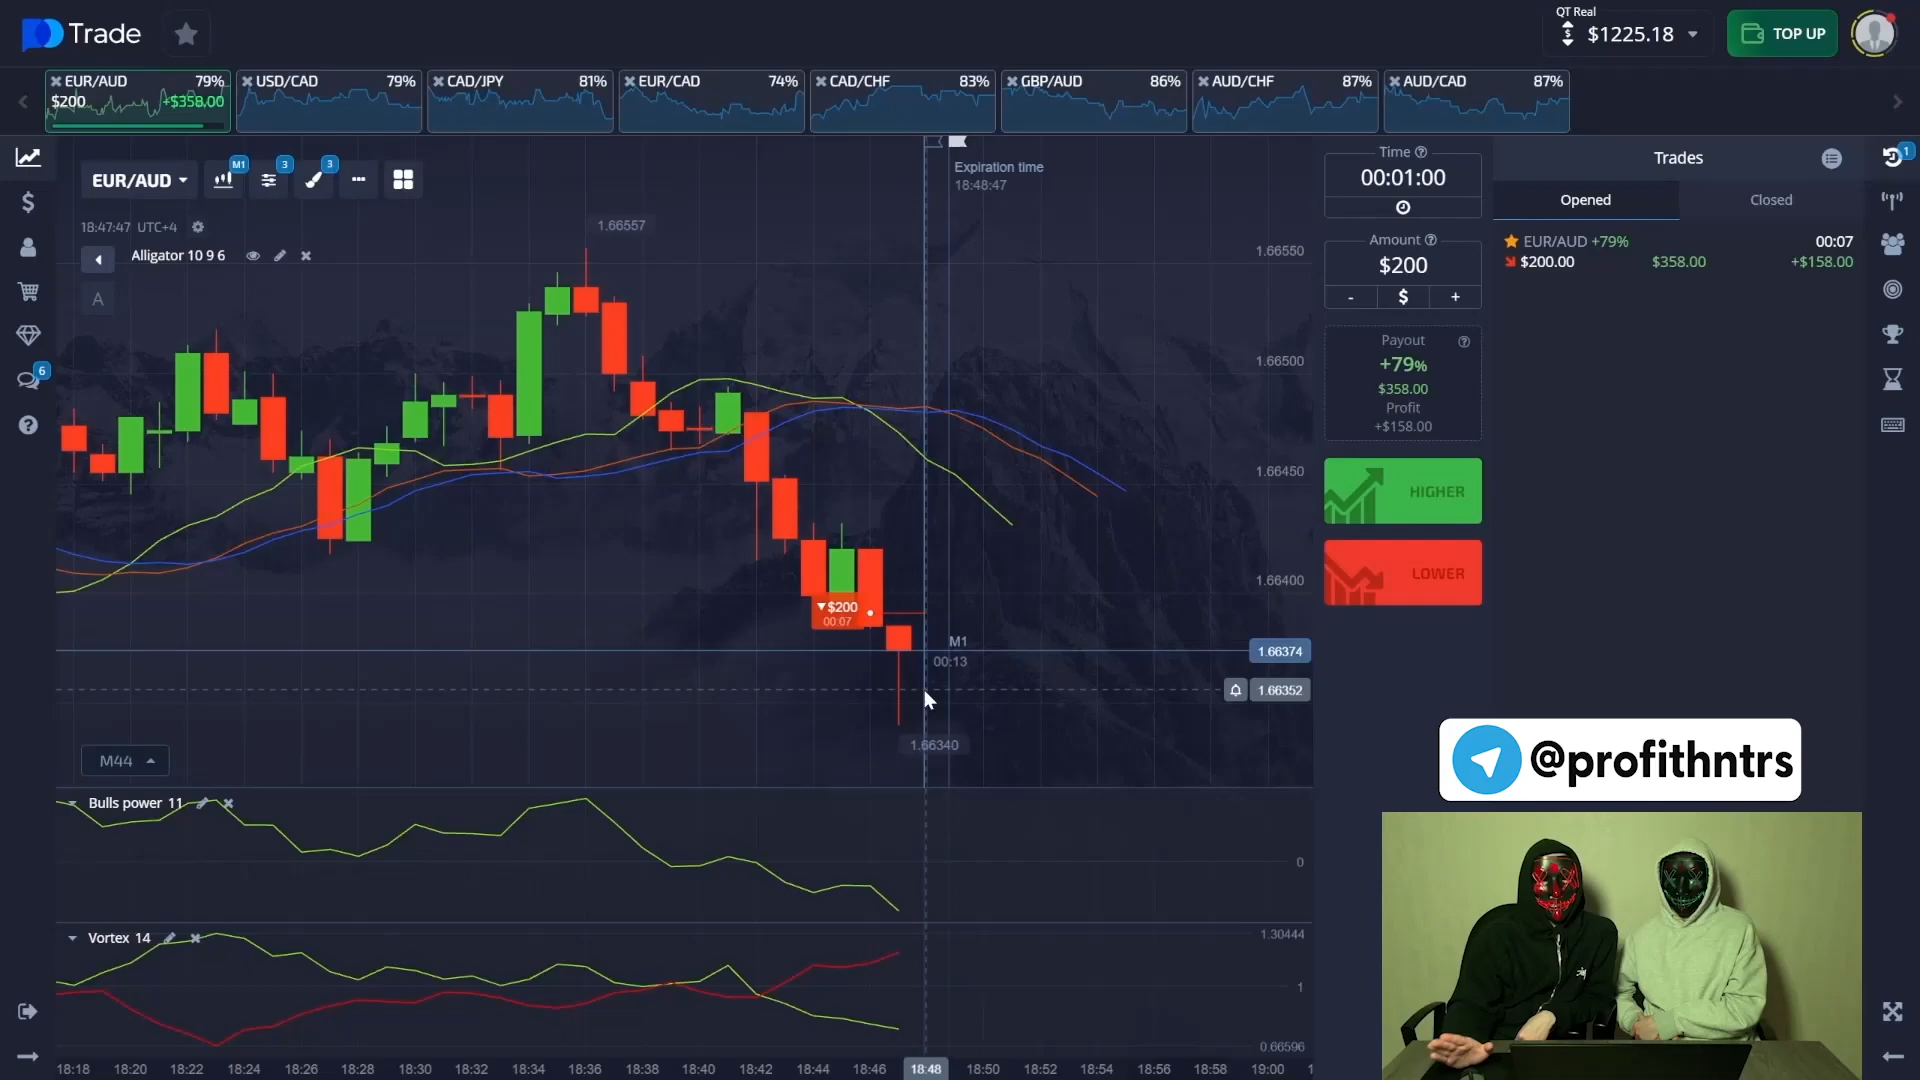 Trade
QT Real
$1225.18
TOP UP
EUR/AUD 79%
$200 +$358.00
USD/CAD 79%
CAD/JPY 81%
EUR/CAD 74%
CAD/CHF 83%
GBP/AUD 86%
AUD/CHF 87%
AUD/CAD 87%
EUR/AUD
M1
3
3
18:47:47 UTC+4
Alligator 10 9 6
A
1.66557
Expiration time
18:48:47
1.66550
1.66500
1.66450
1.66400
1.66374
1.66352
$200
00:07
M1
00:13
1.66340
M44
Bulls power 11
0
Vortex 14
1.30444
1
0.66596
18:18 18:20 18:22 18:24 18:26 18:28 18:30 18:32 18:34 18:36 18:38 18:40 18:42 18:44 18:46 18:48 18:50 18:52 18:54 18:56 18:58 19:00
Time
00:01:00
Amount
$200
- $ +
Payout
+79%
$358.00
Profit
+$158.00
HIGHER
LOWER
Trades
Opened Closed
EUR/AUD +79% 00:07
$200.00 $358.00 +$158.00
1
6
@profithntrs